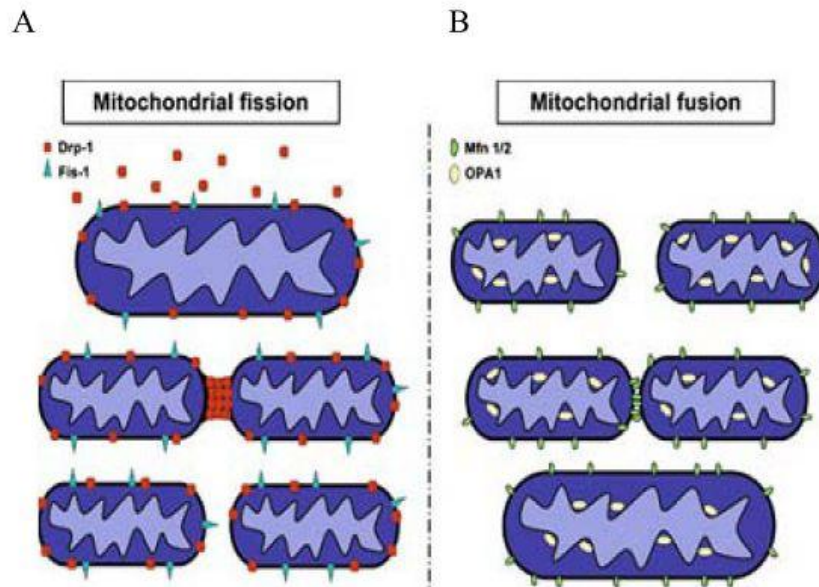 A
B
Mitochondrial fission
Drp-1
Fis-1
Mitochondrial fusion
Mfn 1/2
OPA1